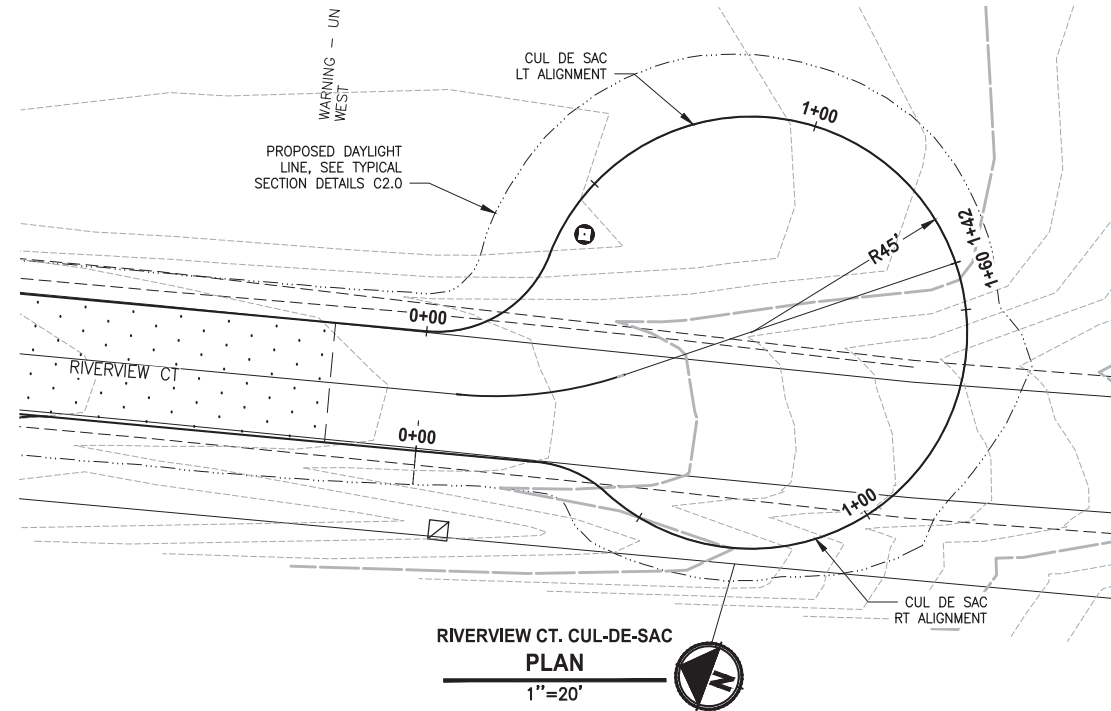 WARNING – UN
WEST
CUL DE SAC
LT ALIGNMENT
1+00
PROPOSED DAYLIGHT
LINE, SEE TYPICAL
SECTION DETAILS C2.0
1+60 1+42
R45'
0+00
RIVERVIEW CT
0+00
1+00
CUL DE SAC
RT ALIGNMENT
RIVERVIEW CT. CUL-DE-SAC
PLAN
1"=20'
N